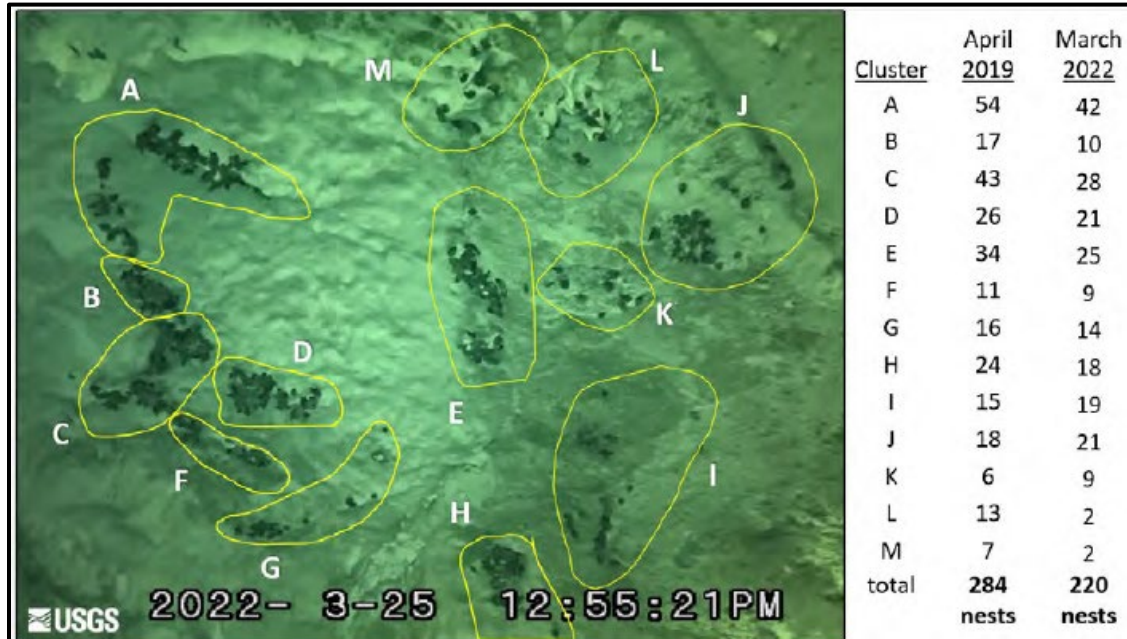 A
M
L
J
B
D
K
C
E
F
I
H
G
USGS
2022- 3-25 12:55:21PM
April March
Cluster 2019 2022
A 54 42
B 17 10
C 43 28
D 26 21
E 34 25
F 11 9
G 16 14
H 24 18
I 15 19
J 18 21
K 6 9
L 13 2
M 7 2
total 284 220
nests nests